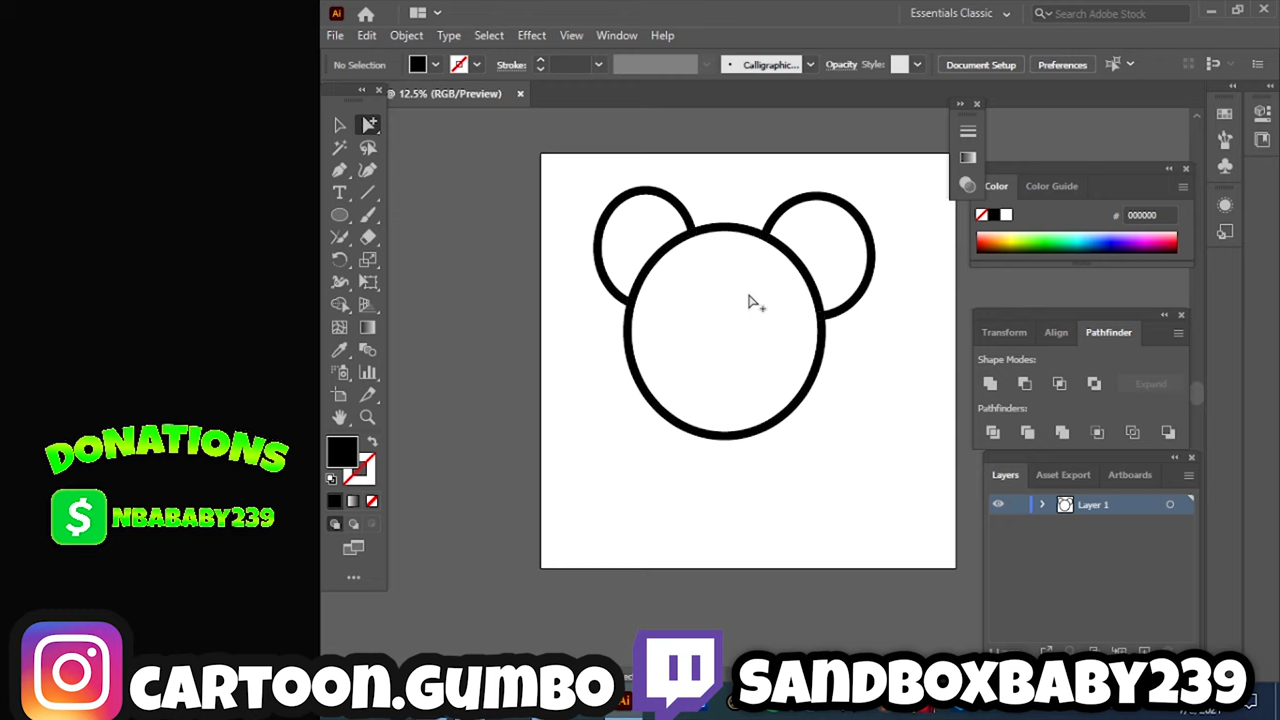 Ai
Essentials Classic
Search Adobe Stock
File Edit Object Type Select Effect View Window Help
No Selection Stroke: Calligraphic... Opacity Style: Document Setup Preferences
@ 12.5% (RGB/Preview)
Color Color Guide
# 000000
Transform Align Pathfinder
Shape Modes:
Expand
Pathfinders:
Layers Asset Export Artboards
Layer 1
DONATIONS
$ NBABABY239
CARTOON.GUMBO
SANDBOXBABY239
Ai